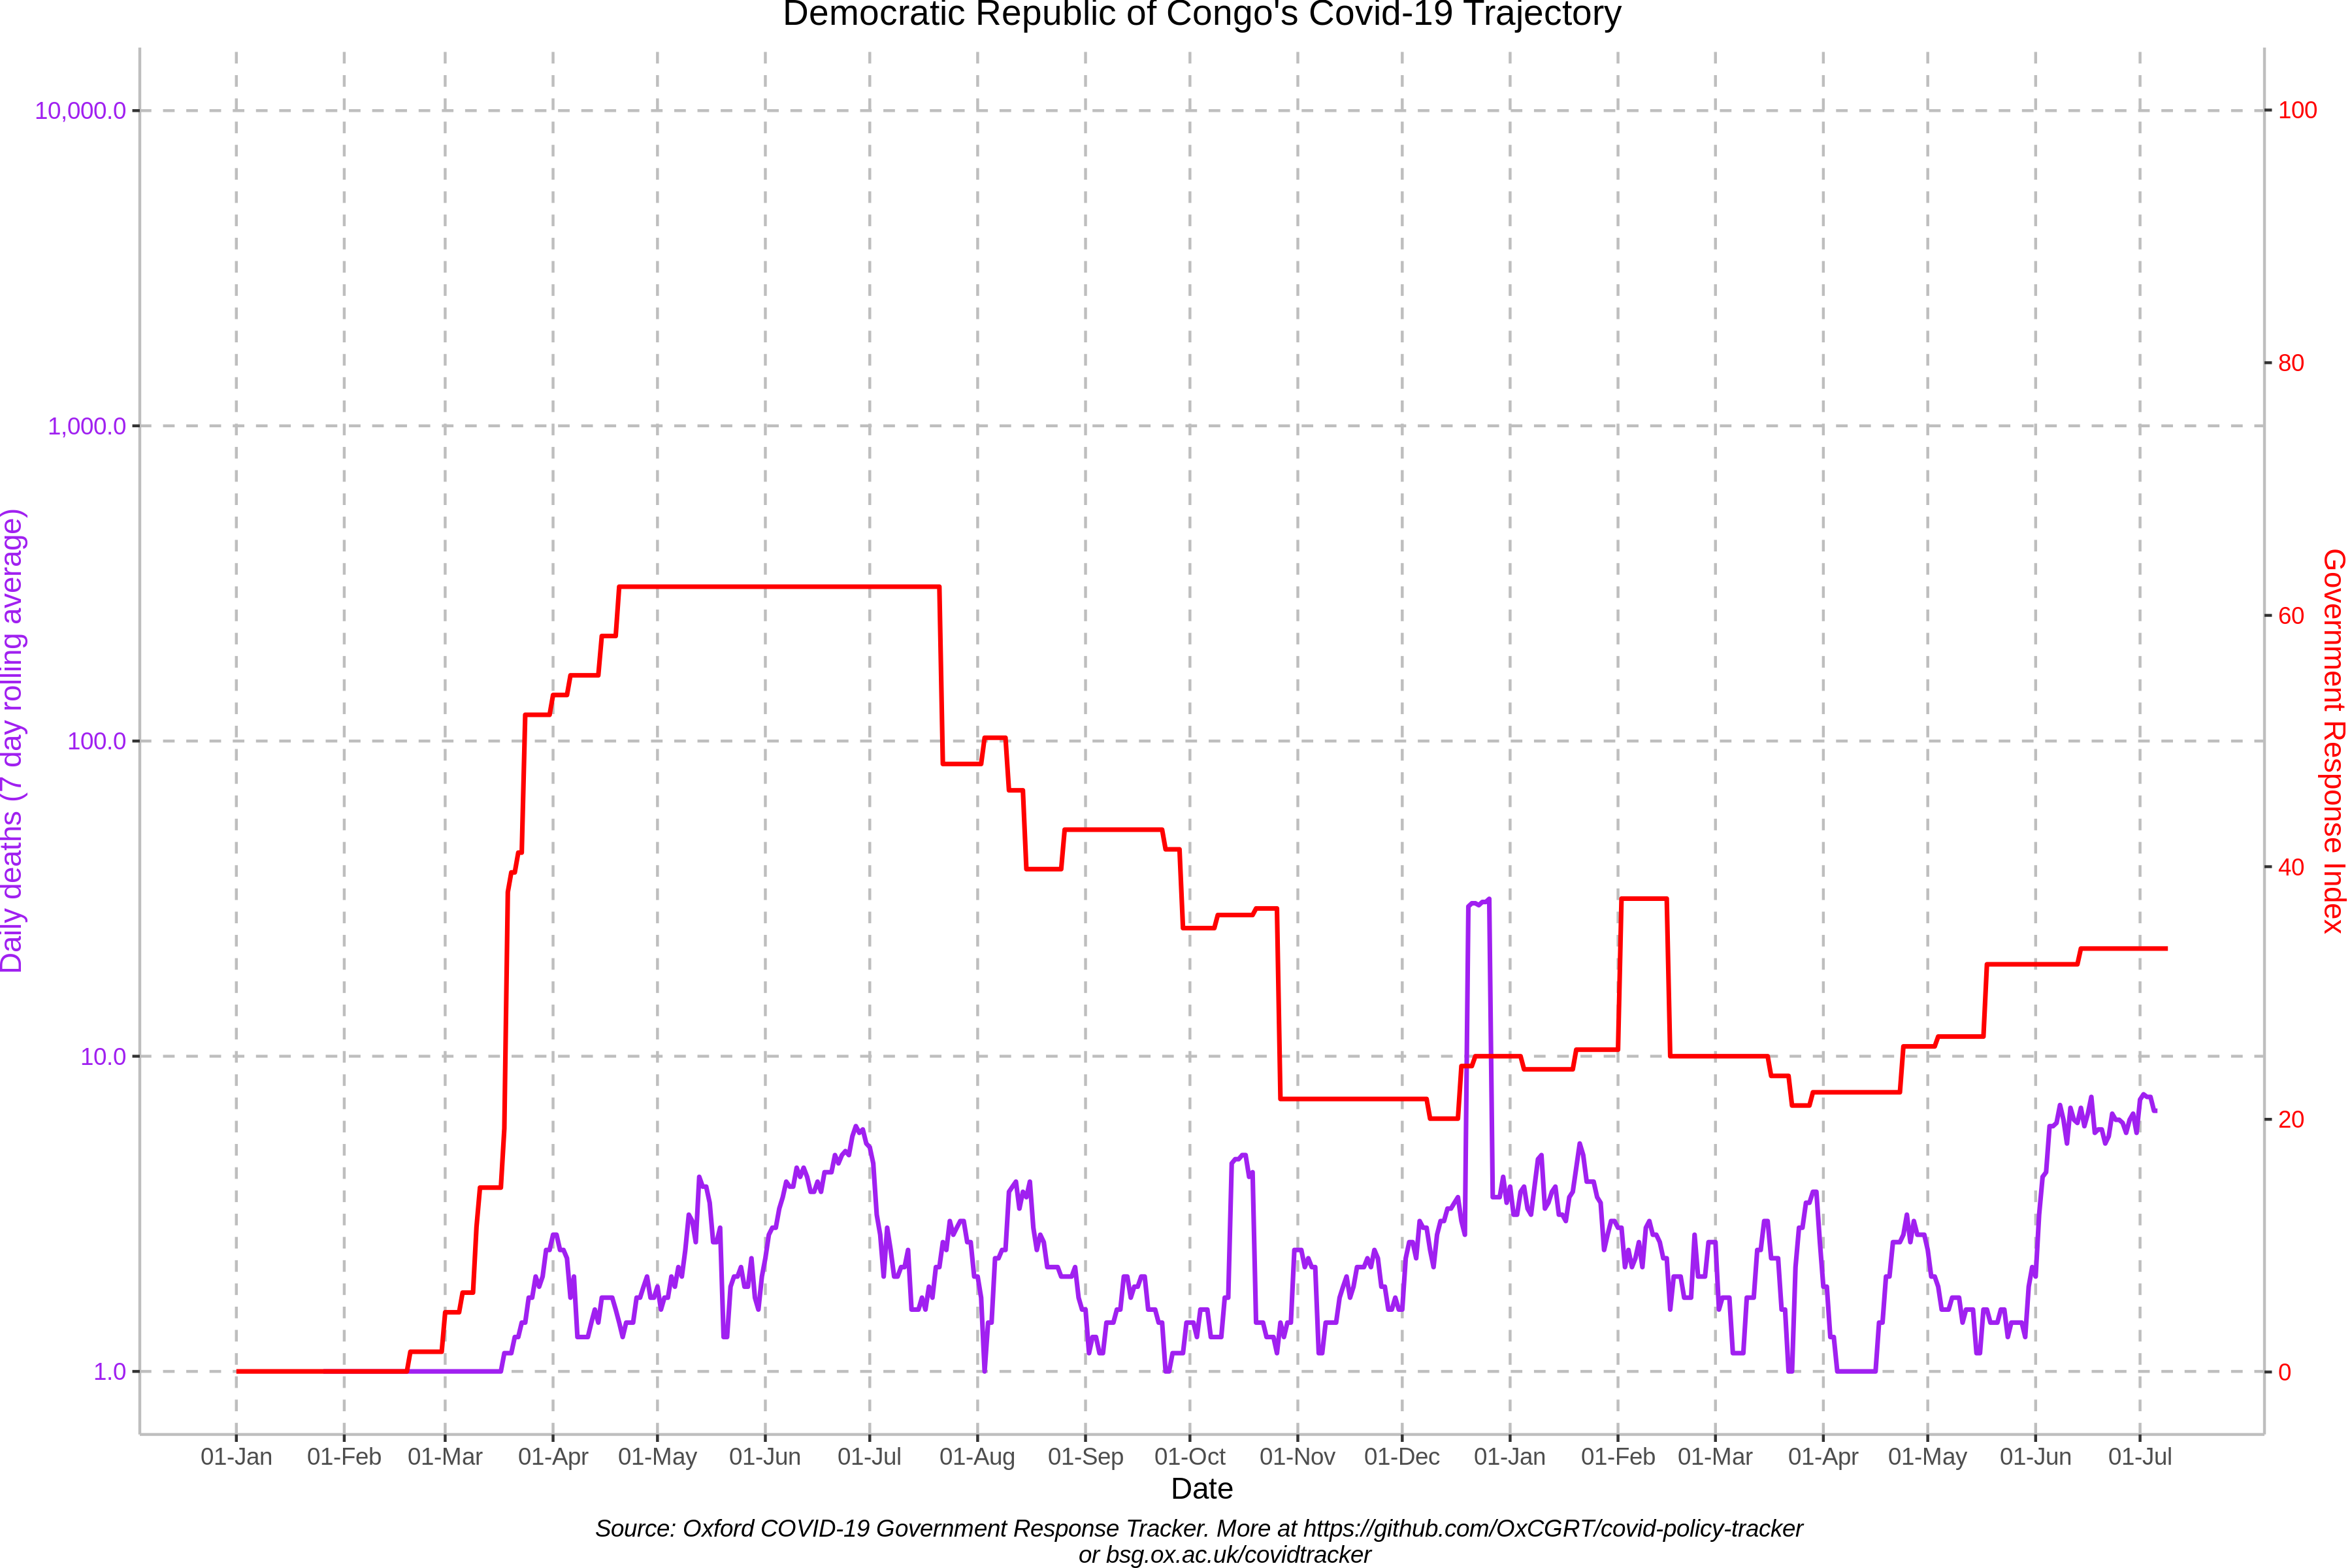 Democratic Republic of Congo's Covid-19 Trajectory
10,000.0
1,000.0
100.0
10.0
1.0
Daily deaths (7 day rolling average)
100
80
60
40
20
0
Government Response Index
01-Jan 01-Feb 01-Mar 01-Apr 01-May 01-Jun 01-Jul 01-Aug 01-Sep 01-Oct 01-Nov 01-Dec 01-Jan 01-Feb 01-Mar 01-Apr 01-May 01-Jun 01-Jul
Date
Source: Oxford COVID-19 Government Response Tracker. More at https://github.com/OxCGRT/covid-policy-tracker
or bsg.ox.ac.uk/covidtracker